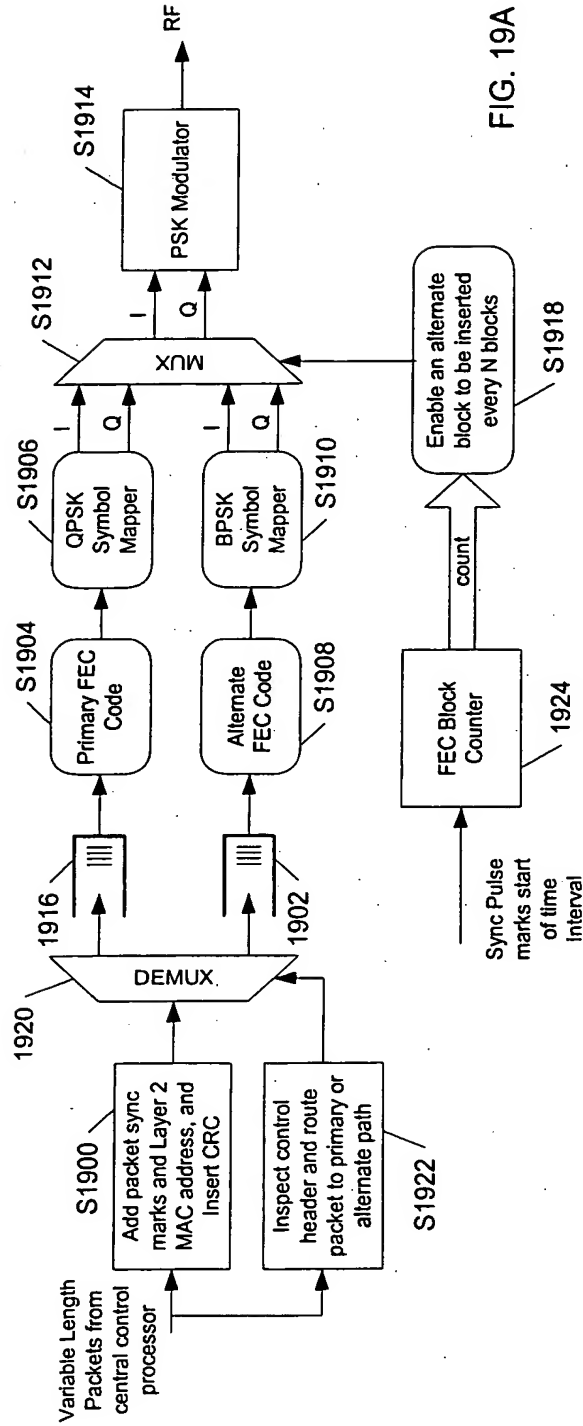 Variable Length
Packets from
central control
processor
S1900
Add packet sync
marks and Layer 2
MAC address, and
Insert CRC
Inspect control
header and route
packet to primary or
alternate path
S1922
1920
DEMUX
1916
1902
S1904
Primary FEC
Code
S1908
Alternate
FEC Code
S1906
QPSK
Symbol
Mapper
S1910
BPSK
Symbol
Mapper
I
Q
I
Q
S1912
MUX
I
Q
S1914
PSK Modulator
RF
Sync Pulse
marks start
of time
Interval
FEC Block
Counter
1924
count
Enable an alternate
block to be inserted
every N blocks
S1918
FIG. 19A